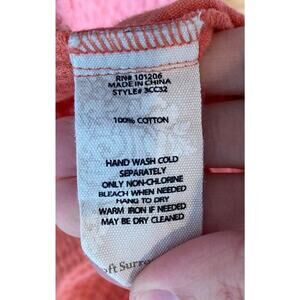 RN# 101206
MADE IN CHINA
STYLE# 3CC32
100% COTTON
HAND WASH COLD
SEPARATELY
ONLY NON-CHLORINE
BLEACH WHEN NEEDED
HANG TO DRY
WARM IRON IF NEEDED
MAY BE DRY CLEANED